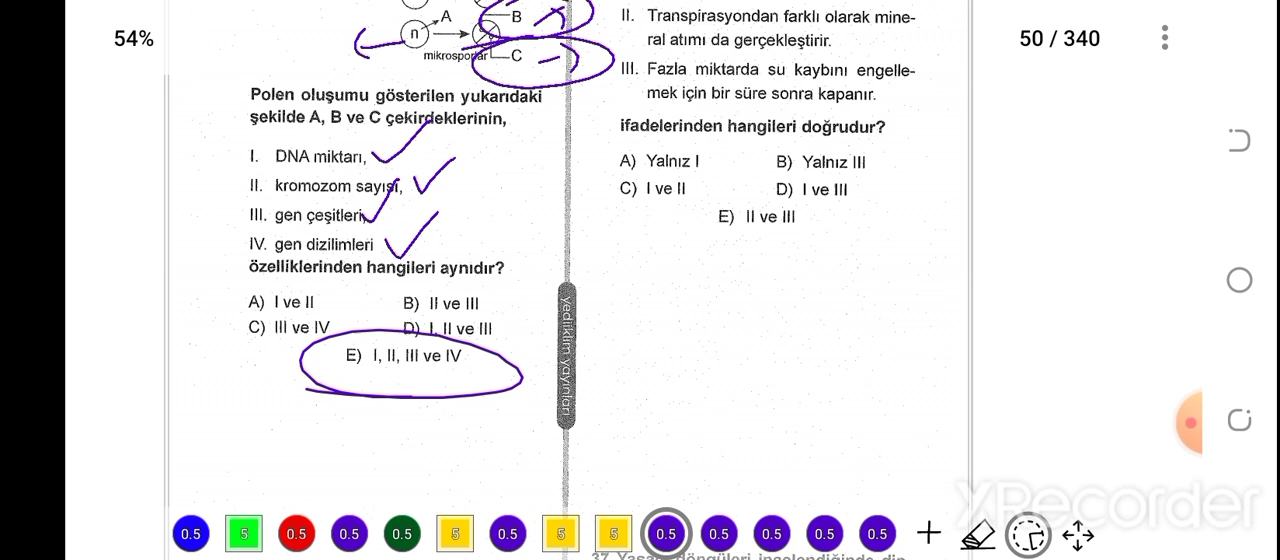 54%
50 / 340
A
B
n
mikrosporlar
C
Polen oluşumu gösterilen yukarıdaki
şekilde A, B ve C çekirdeklerinin,
I. DNA miktarı,
II. kromozom sayısı,
III. gen çeşitleri,
IV. gen dizilimleri
özelliklerinden hangileri aynıdır?
A) I ve II
B) II ve III
C) III ve IV
D) I, II ve III
E) I, II, III ve IV
yediiklim yayınları
II. Transpirasyondan farklı olarak mine-
ral atımı da gerçekleştirir.
III. Fazla miktarda su kaybını engelle-
mek için bir süre sonra kapanır.
ifadelerinden hangileri doğrudur?
A) Yalnız I
B) Yalnız III
C) I ve II
D) I ve III
E) II ve III
XRecorder
0.5 5 0.5 0.5 0.5 5 0.5 5 5 0.5 0.5 0.5 0.5 0.5